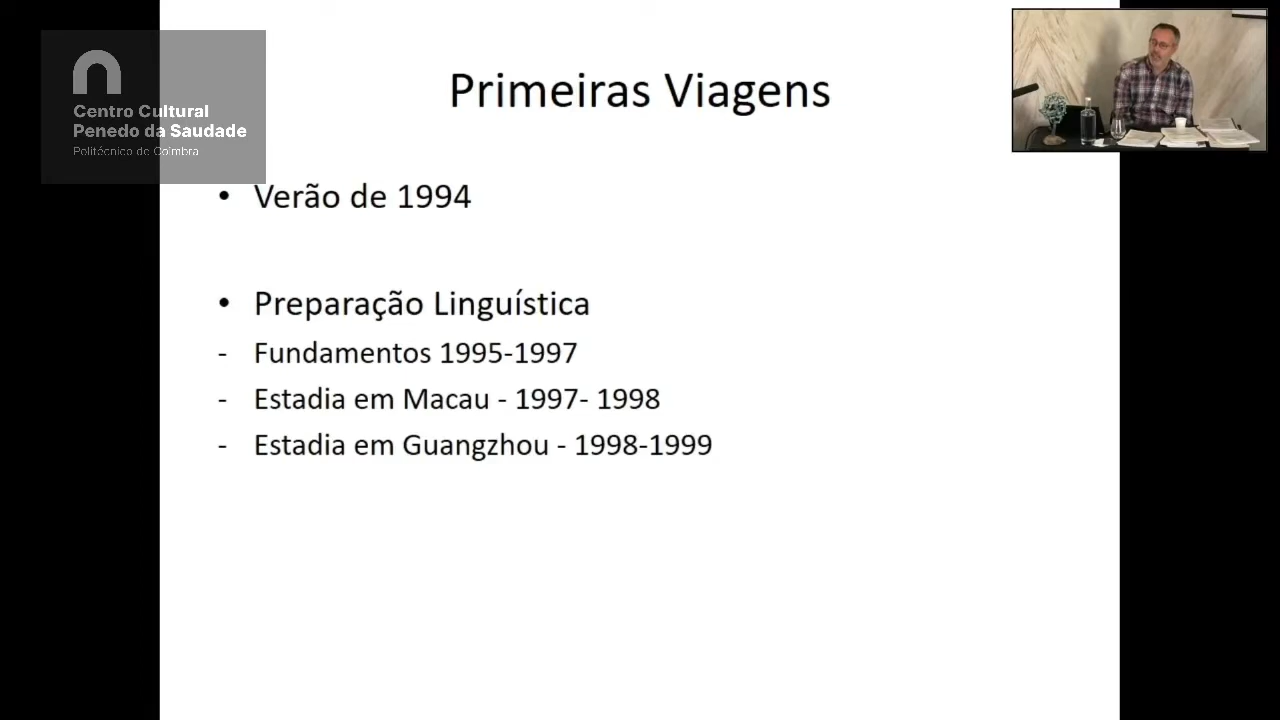 Centro Cultural
Penedo da Saudade
Politécnico de Coimbra
Primeiras Viagens
• Verão de 1994
• Preparação Linguística
- Fundamentos 1995-1997
- Estadia em Macau - 1997- 1998
- Estadia em Guangzhou - 1998-1999